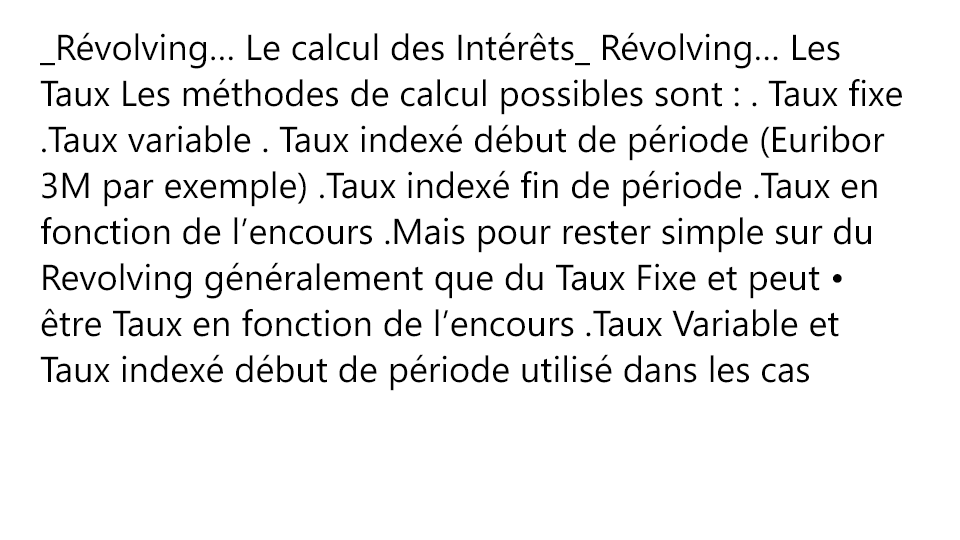 _Révolving... Le calcul des Intérêts_ Révolving... Les
Taux Les méthodes de calcul possibles sont : . Taux fixe
.Taux variable . Taux indexé début de période (Euribor
3M par exemple) .Taux indexé fin de période .Taux en
fonction de l’encours .Mais pour rester simple sur du
Revolving généralement que du Taux Fixe et peut •
être Taux en fonction de l’encours .Taux Variable et
Taux indexé début de période utilisé dans les cas